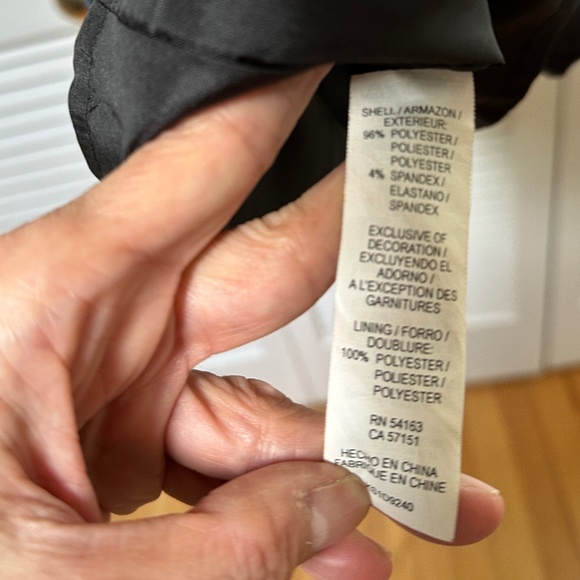 SHELL / ARMAZON /
EXTERIEUR:
96% POLYESTER /
POLIESTER /
POLYESTER
4% SPANDEX /
ELASTANO /
SPANDEX
EXCLUSIVE OF
DECORATION /
EXCLUYENDO EL
ADORNO /
A L'EXCEPTION DES
GARNITURES
LINING / FORRO /
DOUBLURE:
100% POLYESTER /
POLIESTER /
POLYESTER
RN 54163
CA 57151
HECHO EN CHINA
FABRIQUE EN CHINE